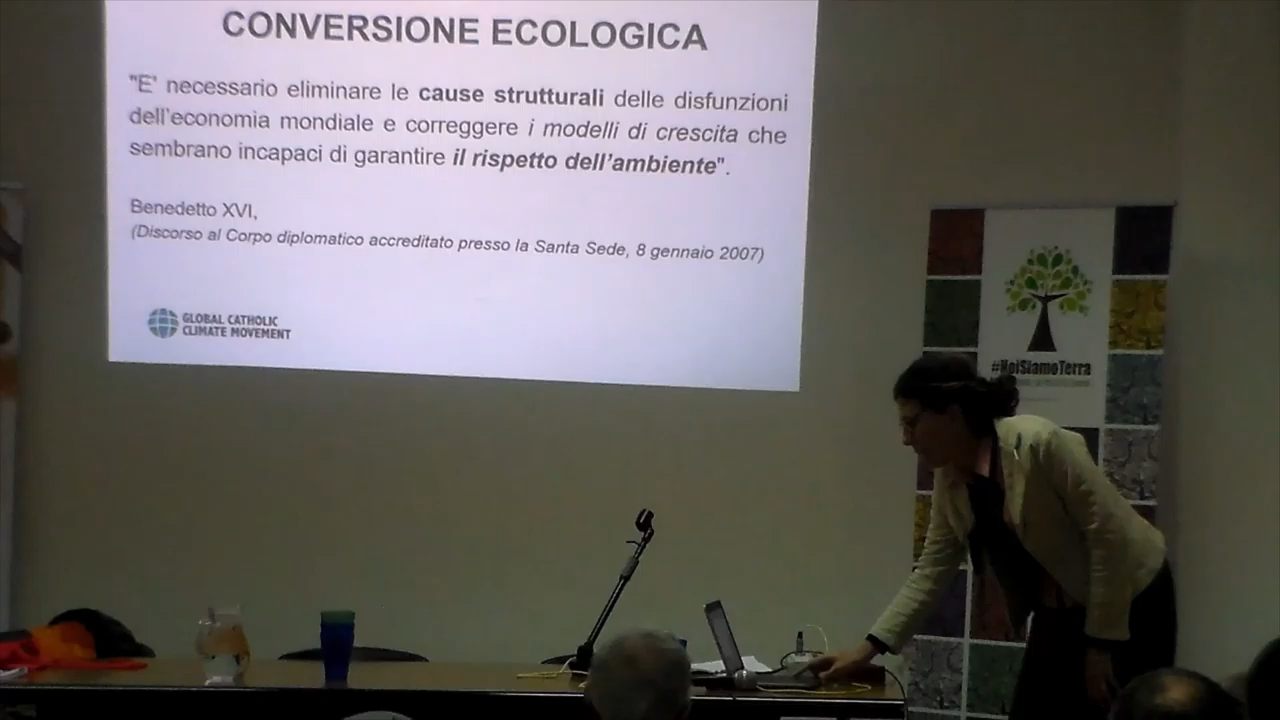 CONVERSIONE ECOLOGICA
"E' necessario eliminare le cause strutturali delle disfunzioni
dell'economia mondiale e correggere i modelli di crescita che
sembrano incapaci di garantire il rispetto dell'ambiente".
Benedetto XVI,
(Discorso al Corpo diplomatico accreditato presso la Santa Sede, 8 gennaio 2007)
GLOBAL CATHOLIC
CLIMATE MOVEMENT
#NoiSiamoTerra